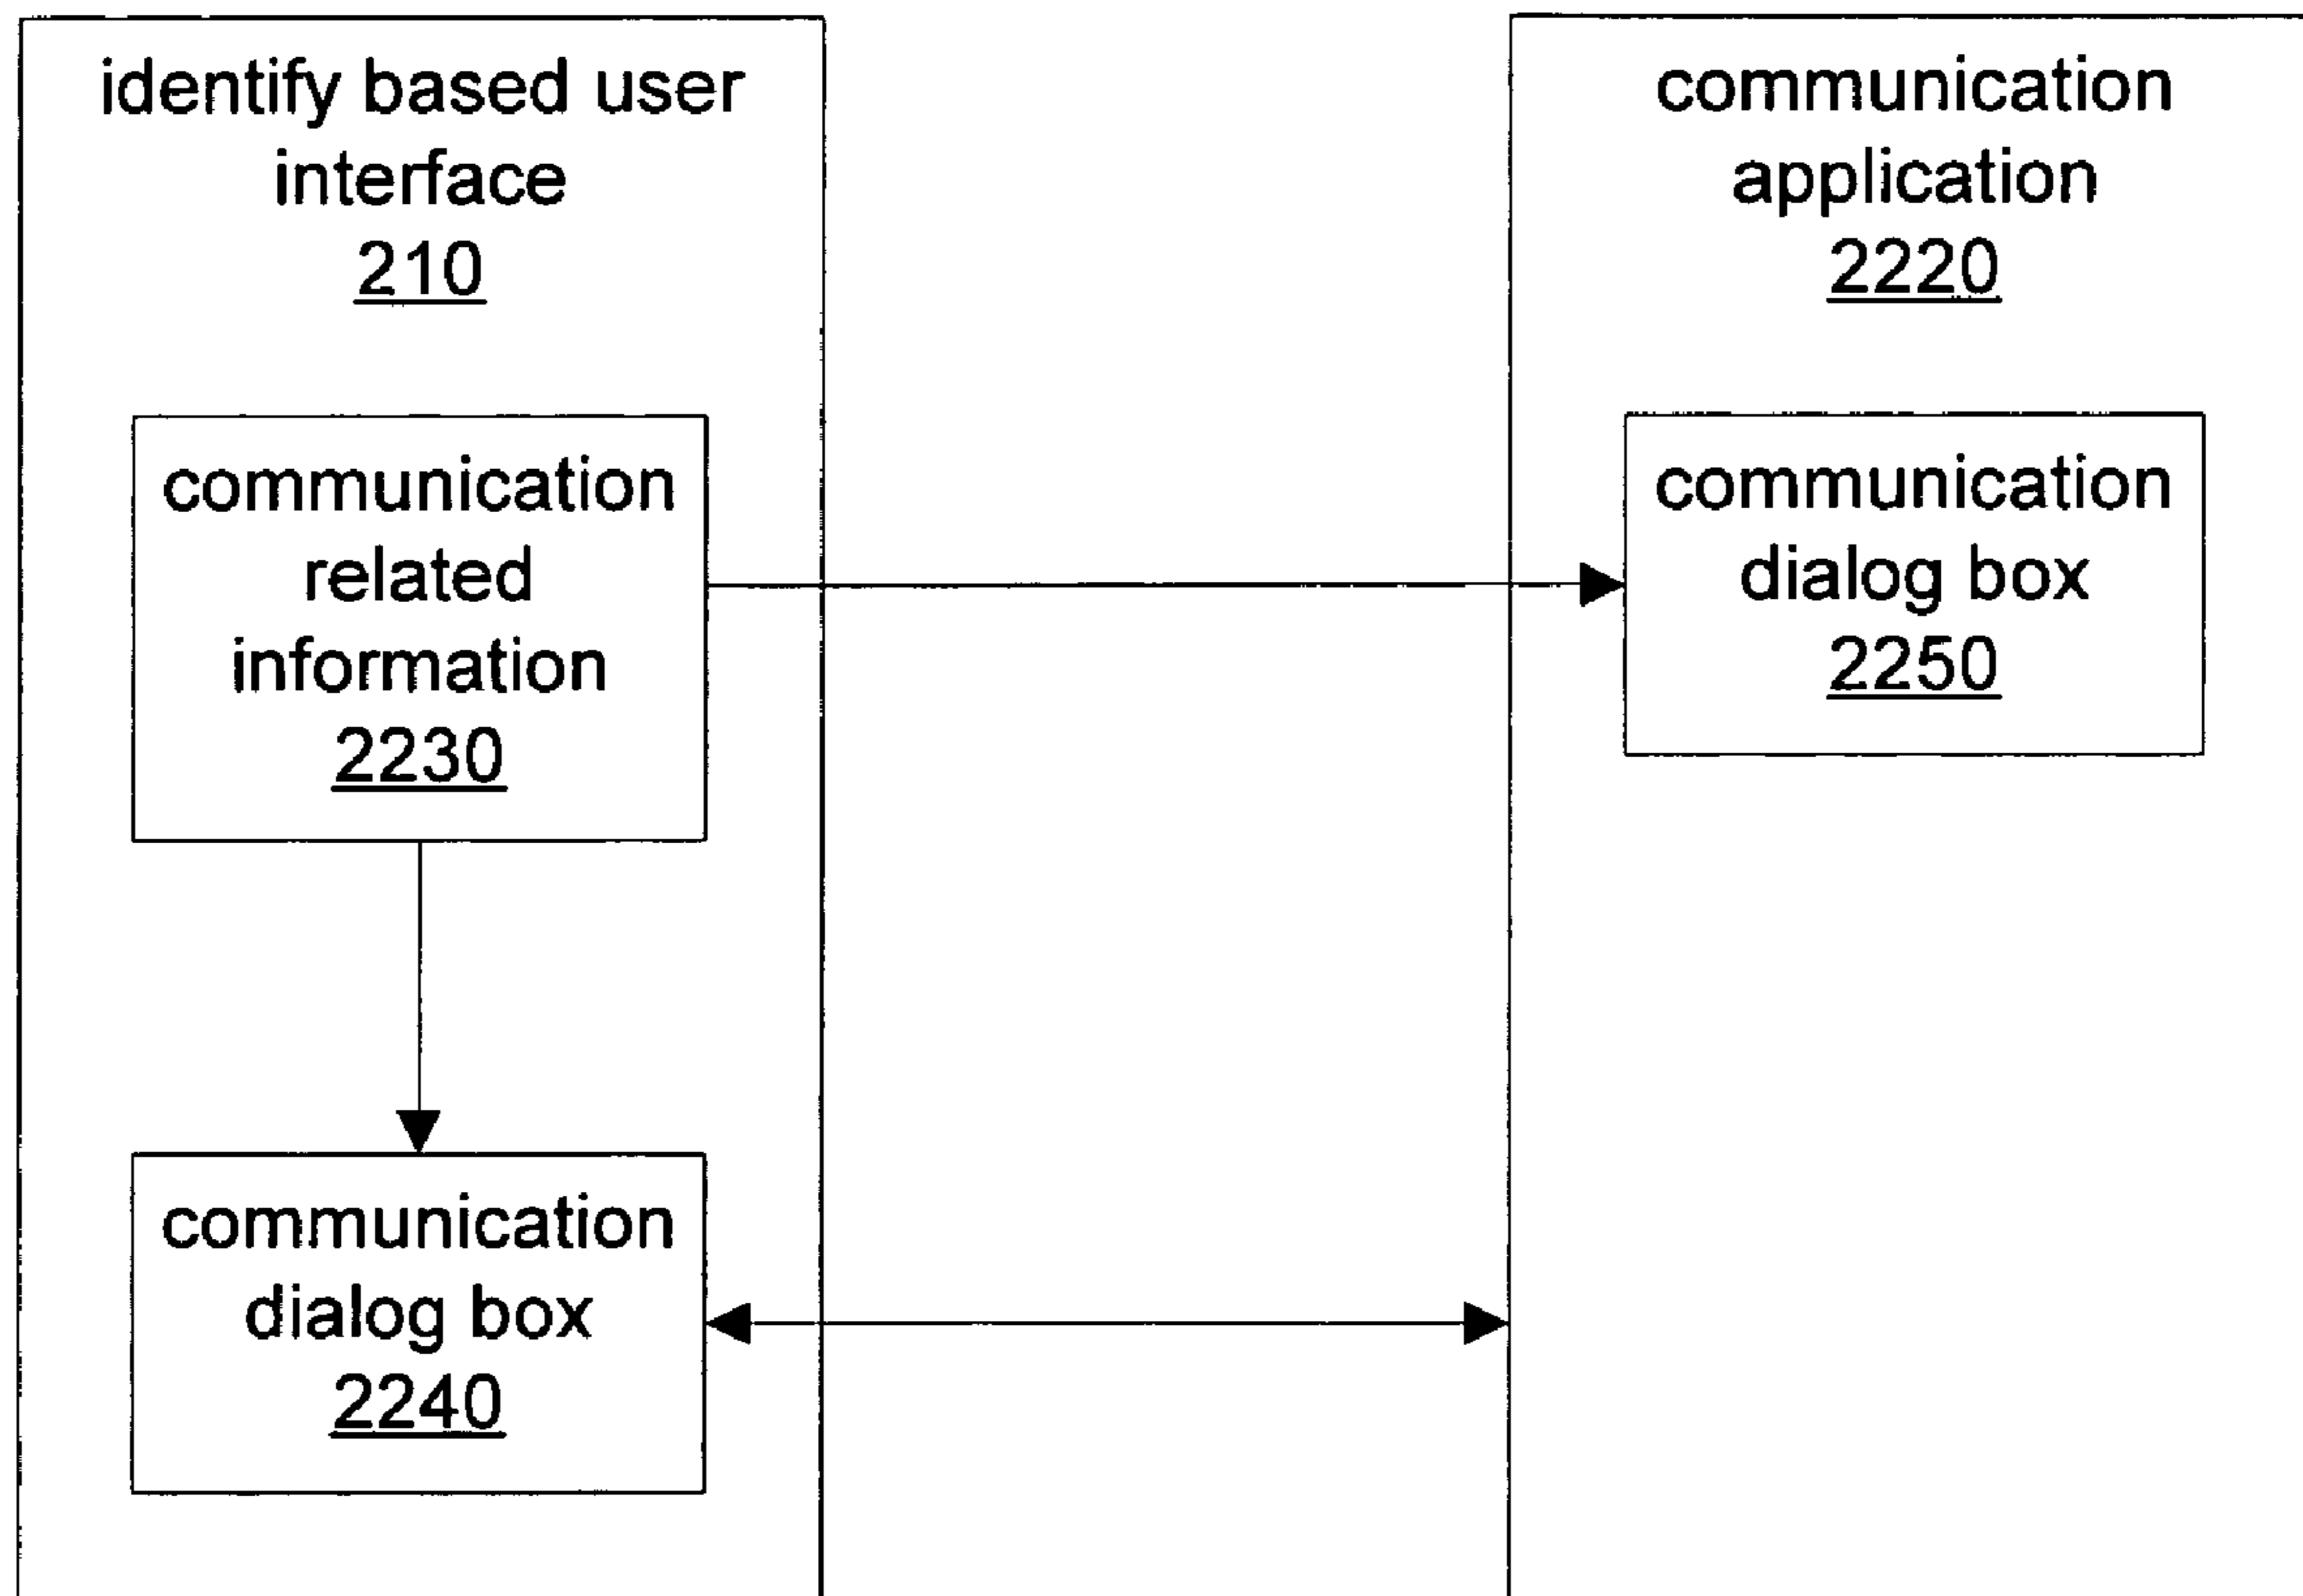 identify based user
interface
210
communication
related
information
2230
communication
dialog box
2240
communication
application
2220
communication
dialog box
2250